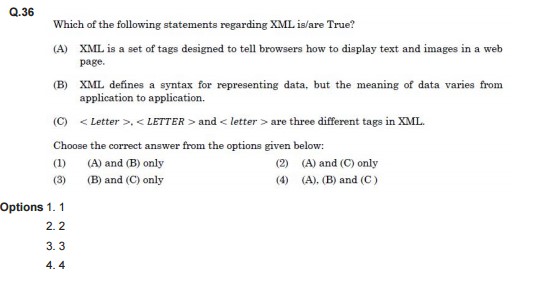 Q.36
Which of the following statements regarding XML is/are True?
(A) XML is a set of tags designed to tell browsers how to display text and images in a web
page.
(B) XML defines a syntax for representing data, but the meaning of data varies from
application to application.
(C) < Letter >, < LETTER > and < letter > are three different tags in XML.
Choose the correct answer from the options given below:
(1) (A) and (B) only (2) (A) and (C) only
(3) (B) and (C) only (4) (A), (B) and (C )
Options 1. 1
2. 2
3. 3
4. 4